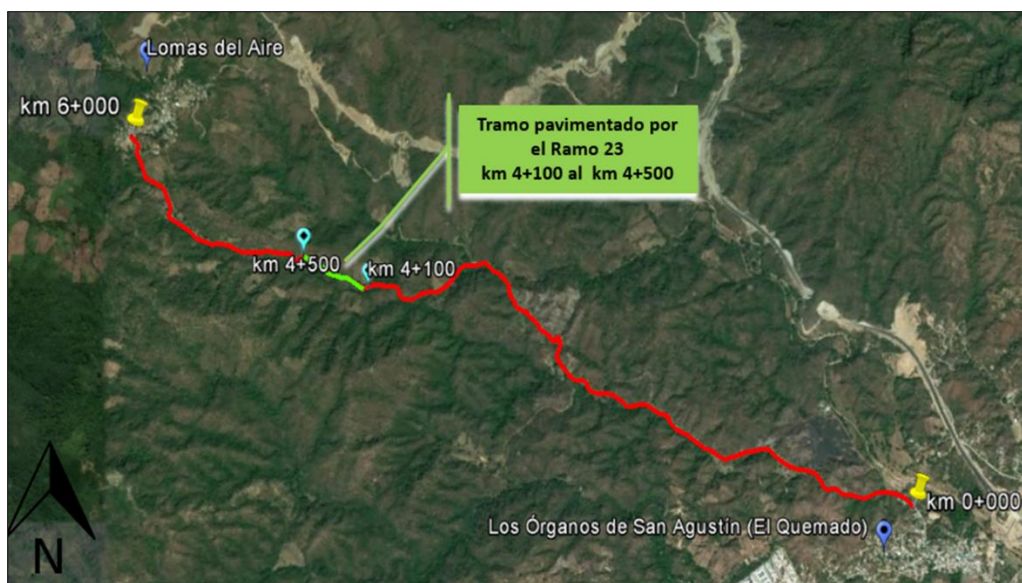 Lomas del Aire
km 6+000
Tramo pavimentado por
el Ramo 23
km 4+100 al km 4+500
km 4+500
km 4+100
km 0+000
Los Órganos de San Agustín (El Quemado)
N